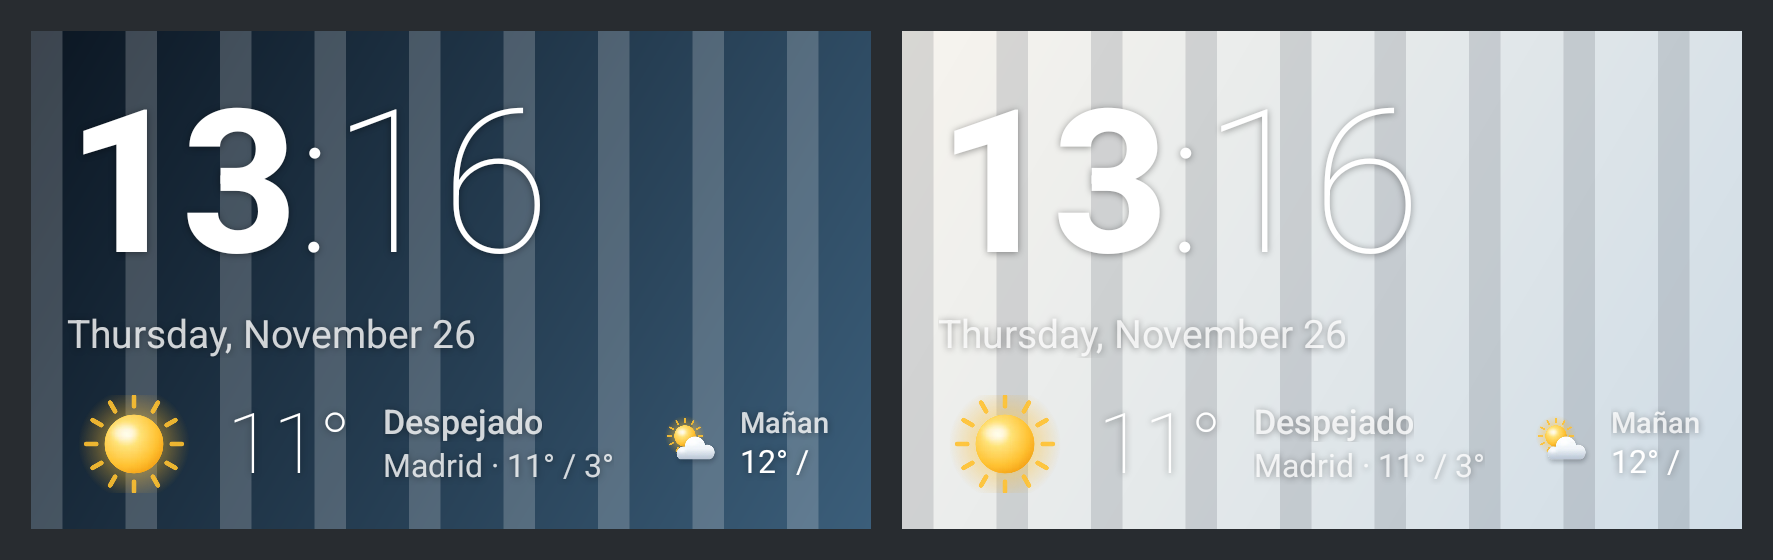 13:16
Thursday, November 26
11°
Despejado
Madrid · 11° / 3°
Mañan
12° /
13:16
Thursday, November 26
11°
Despejado
Madrid · 11° / 3°
Mañan
12° /